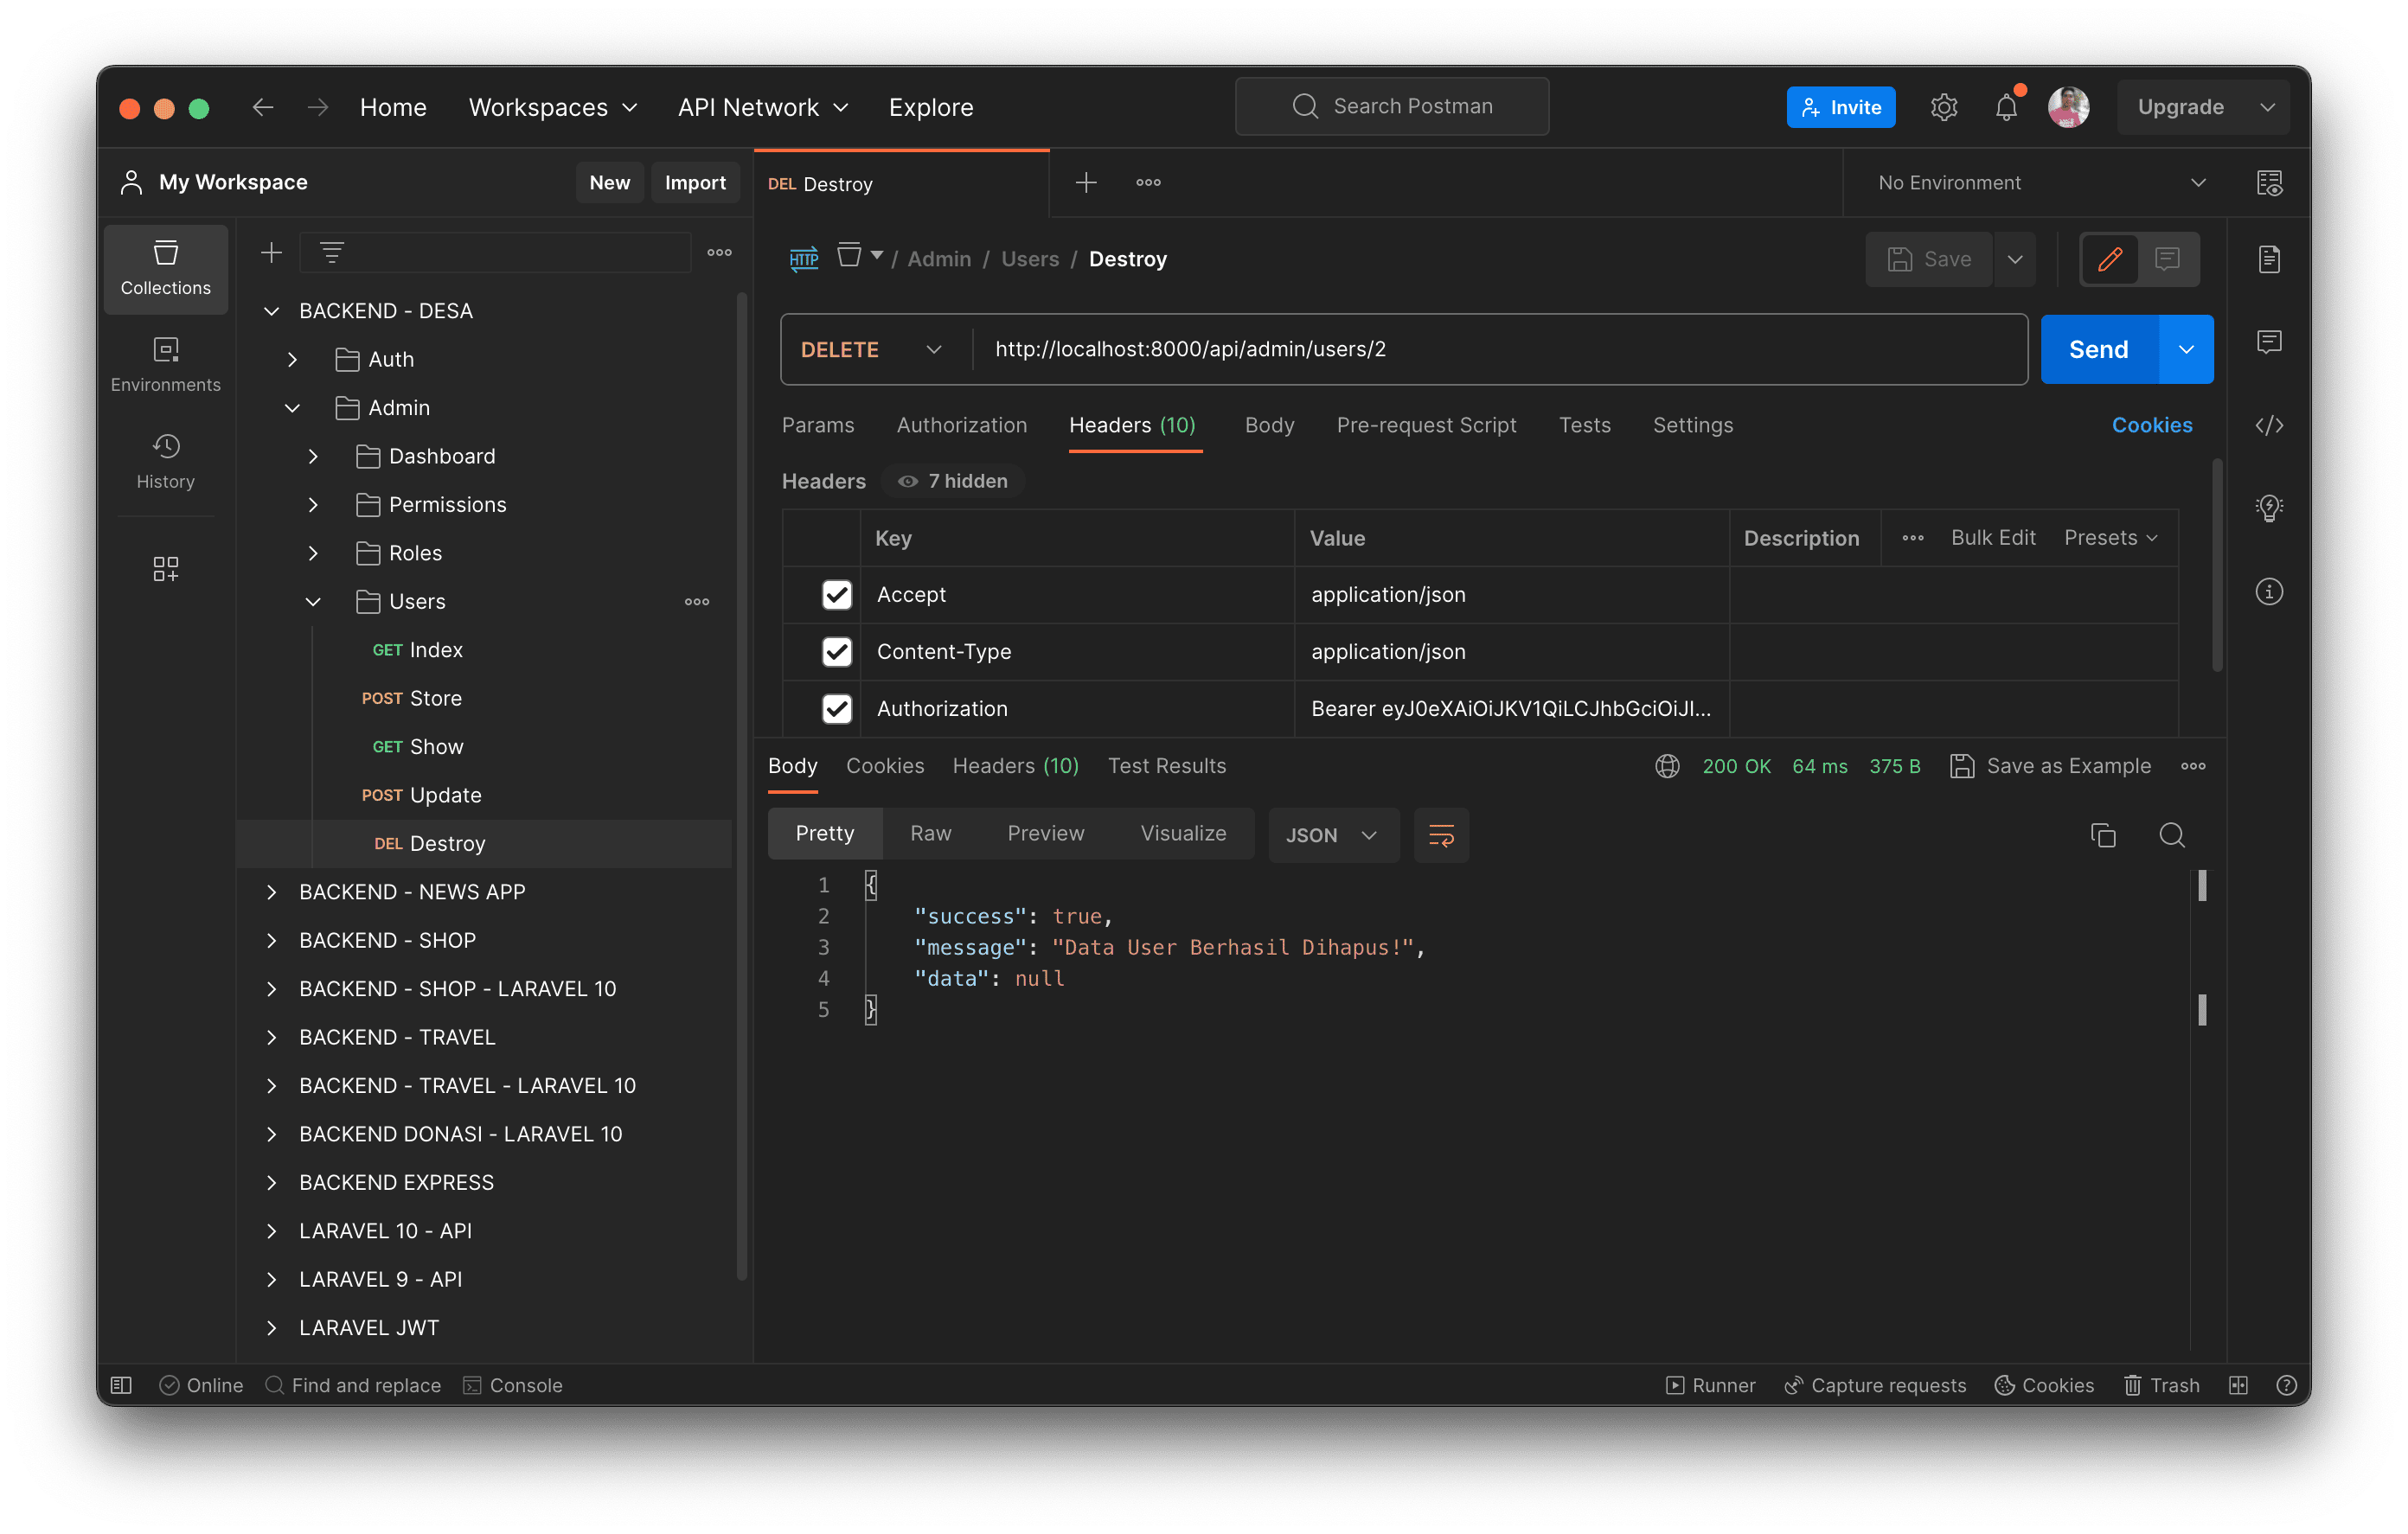 Home Workspaces API Network Explore Search Postman Invite Upgrade
My Workspace New Import
DEL Destroy
No Environment
Collections
Environments
History
BACKEND - DESA
Auth
Admin
Dashboard
Permissions
Roles
Users
GET Index
POST Store
GET Show
POST Update
DEL Destroy
BACKEND - NEWS APP
BACKEND - SHOP
BACKEND - SHOP - LARAVEL 10
BACKEND - TRAVEL
BACKEND - TRAVEL - LARAVEL 10
BACKEND DONASI - LARAVEL 10
BACKEND EXPRESS
LARAVEL 10 - API
LARAVEL 9 - API
LARAVEL JWT
HTTP / Admin / Users / Destroy
Save
DELETE http://localhost:8000/api/admin/users/2 Send
Params Authorization Headers (10) Body Pre-request Script Tests Settings Cookies
Headers 7 hidden
Key Value Description Bulk Edit Presets
Accept application/json
Content-Type application/json
Authorization Bearer eyJ0eXAiOiJKV1QiLCJhbGciOiJI...
Body Cookies Headers (10) Test Results 200 OK 64 ms 375 B Save as Example
Pretty Raw Preview Visualize JSON
1 {
2 "success": true,
3 "message": "Data User Berhasil Dihapus!",
4 "data": null
5 }
Online Find and replace Console Runner Capture requests Cookies Trash